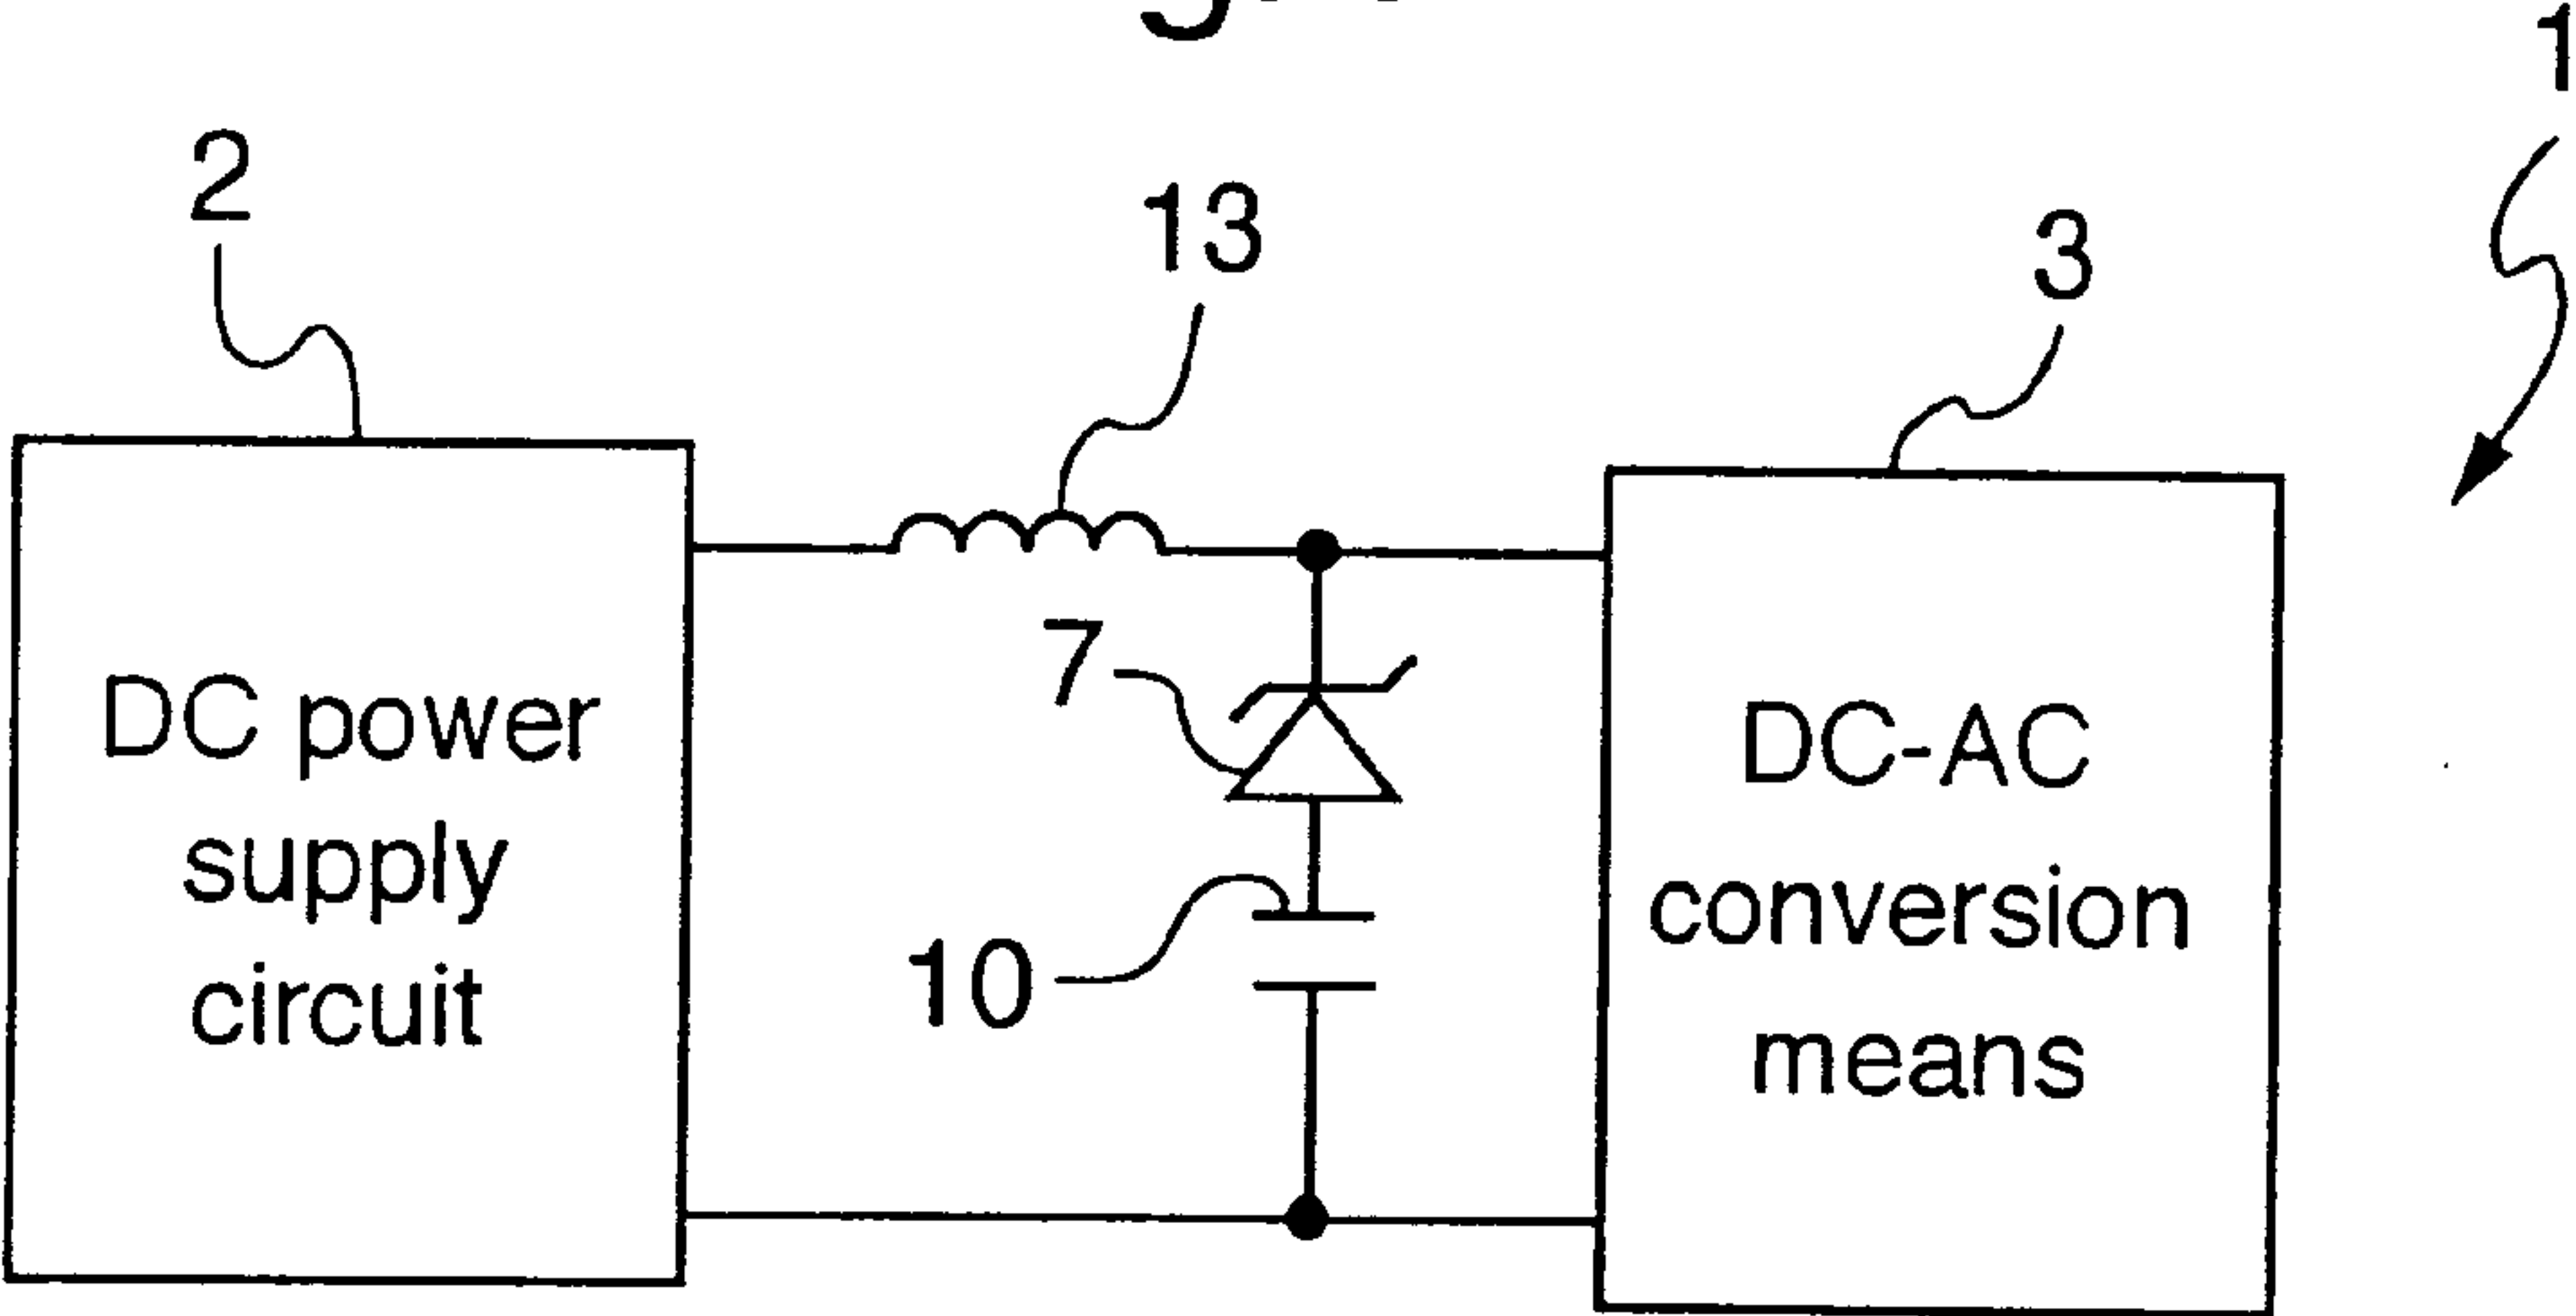 1
2
13
3
7
10
DC power
supply
circuit
DC-AC
conversion
means